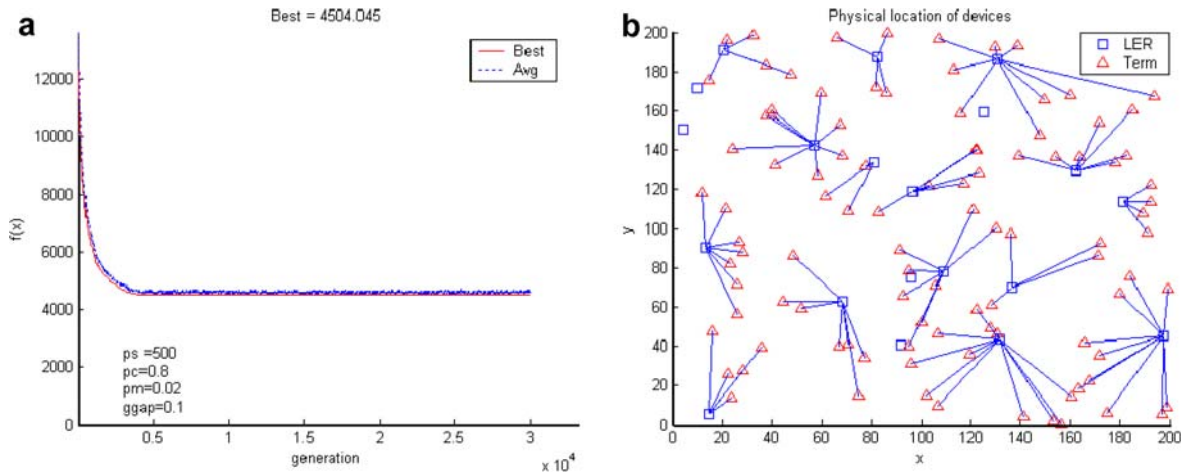 a
Best = 4504.045
Best
Avg
12000
10000
8000
6000
4000
2000
0
f(x)
ps =500
pc=0.8
pm=0.02
ggap=0.1
0.5 1 1.5 2 2.5 3
generation
x 10^4
b
Physical location of devices
LER
Term
200
180
160
140
120
100
80
60
40
20
0
y
0 20 40 60 80 100 120 140 160 180 200
x